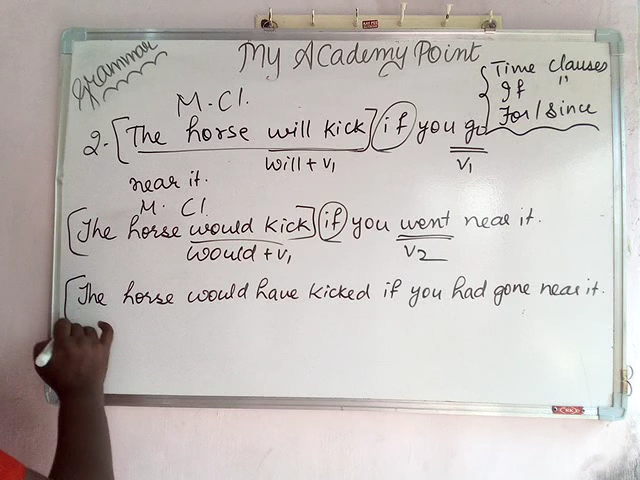 Grammar
My Academy Point
Time clauses
If "
For/since
M.Cl.
2. [The horse will kick] if you go
will + V1
V1
near it.
M. Cl.
[The horse would kick] if you went near it.
would + V1
V2
[The horse would have kicked if you had gone near it.